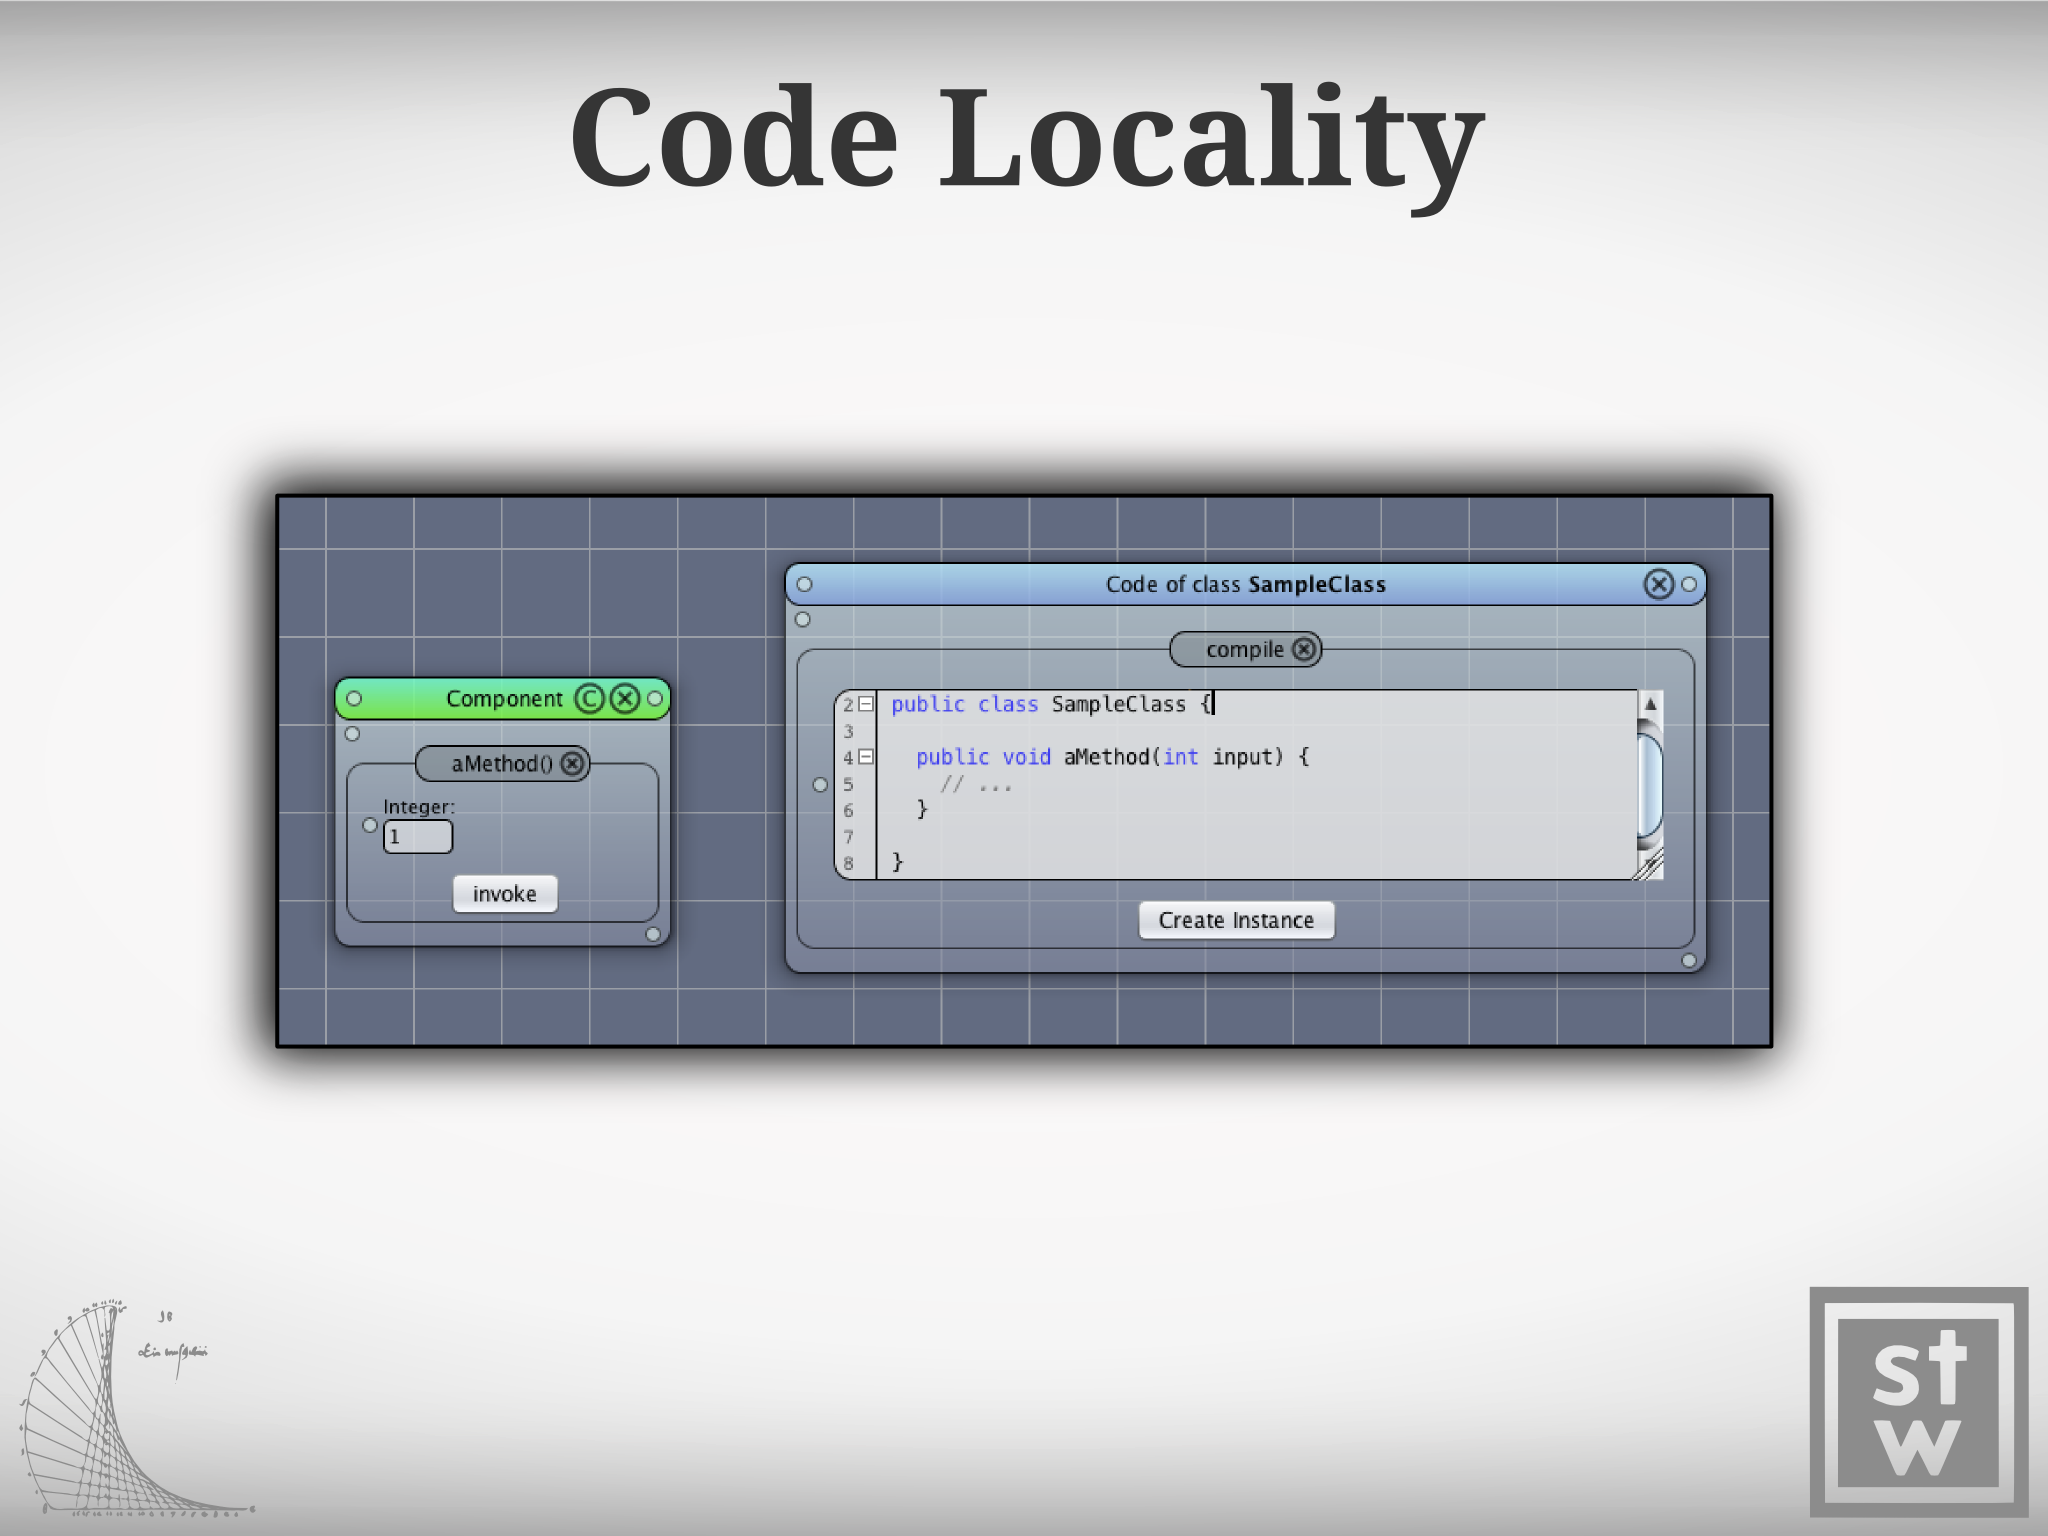 Code Locality
Code of class SampleClass
compile
Component C
aMethod()
Integer:
1
invoke
2 public class SampleClass {
3
4 public void aMethod(int input) {
5 // ...
6 }
7
8 }
Create Instance
st
w